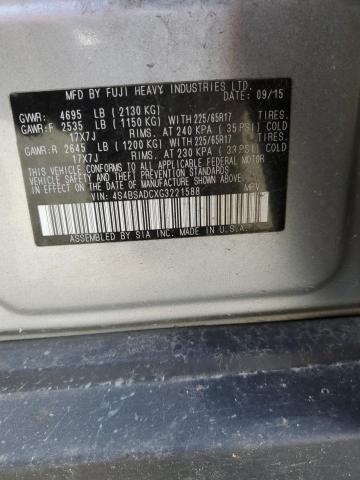 MFD BY FUJI HEAVY INDUSTRIES LTD.
DATE: 09/15
GVWR: 4695 LB (2130 KG)
GAWR:F 2535 LB (1150 KG) WITH 225/65R17 TIRES.
17X7J RIMS. AT 240 KPA (35 PSI) COLD
GAWR:R 2645 LB (1200 KG) WITH 225/65R17 TIRES.
17X7J RIMS. AT 230 KPA (33 PSI) COLD
THIS VEHICLE CONFORMS TO ALL APPLICABLE
U.S. FEDERAL MOTOR
VEHICLE SAFETY STANDARDS IN EFFECT ON THE DATE OF
MANUFACTURE SHOWN ABOVE.
VIN: 4S4BSADCXG3221588 MPV
ASSEMBLED BY SIA INC. MADE IN U.S.A.